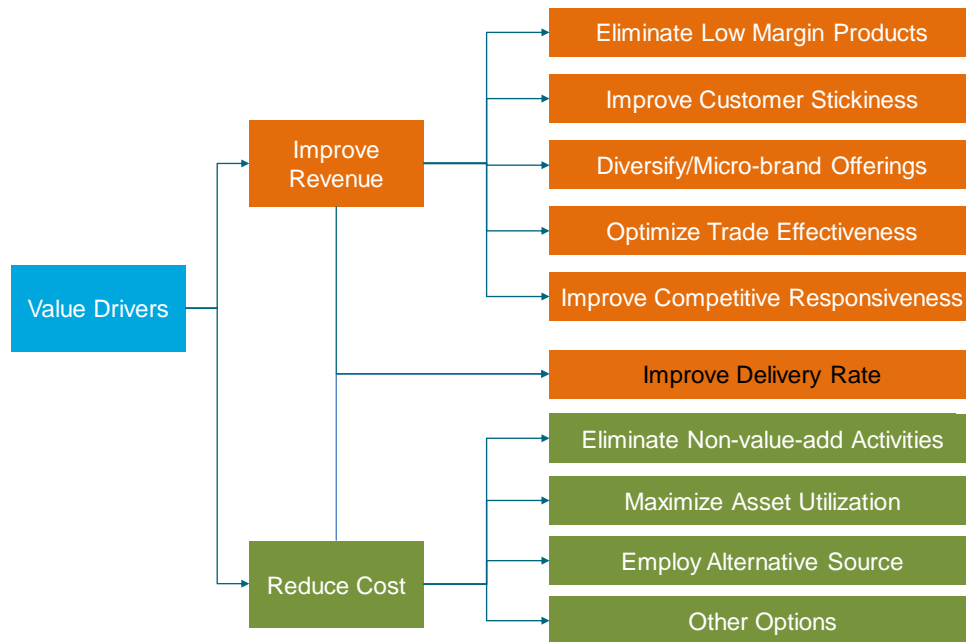 Eliminate Low Margin Products
Improve Customer Stickiness
Improve
Revenue
Diversify/Micro-brand Offerings
Optimize Trade Effectiveness
Value Drivers
Improve Competitive Responsiveness
Improve Delivery Rate
Eliminate Non-value-add Activities
Maximize Asset Utilization
Reduce Cost
Employ Alternative Source
Other Options